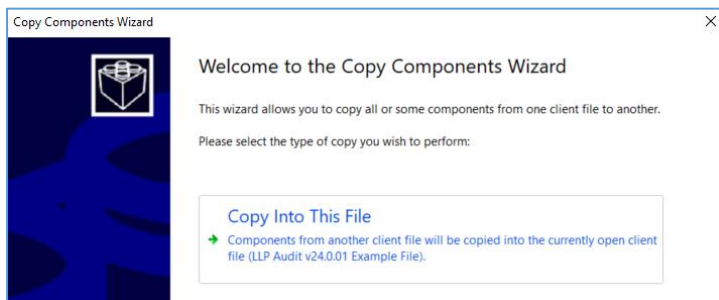 Copy Components Wizard
Welcome to the Copy Components Wizard
This wizard allows you to copy all or some components from one client file to another.
Please select the type of copy you wish to perform:
Copy Into This File
Components from another client file will be copied into the currently open client
file (LLP Audit v24.0.01 Example File).